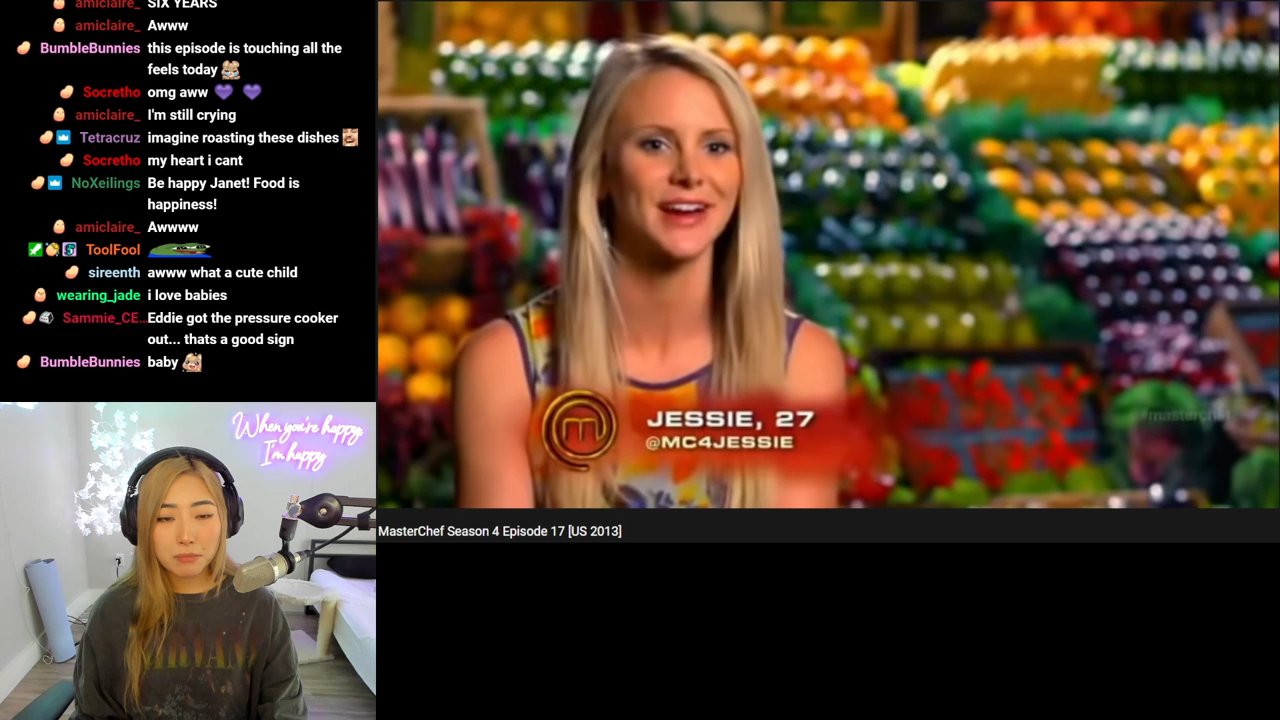 amiclaire_ SIX YEARS
amiclaire_ Awww
BumbleBunnies this episode is touching all the
feels today
Socretho omg aww
amiclaire_ I'm still crying
Tetracruz imagine roasting these dishes
Socretho my heart i cant
NoXeilings Be happy Janet! Food is
happiness!
amiclaire_ Awwww
ToolFool
sireenth awww what a cute child
wearing_jade i love babies
Sammie_CE... Eddie got the pressure cooker
out... thats a good sign
BumbleBunnies baby
JESSIE, 27
@MC4JESSIE
#masterchef
MasterChef Season 4 Episode 17 [US 2013]
When you're happy
I'm happy
NIRVANA